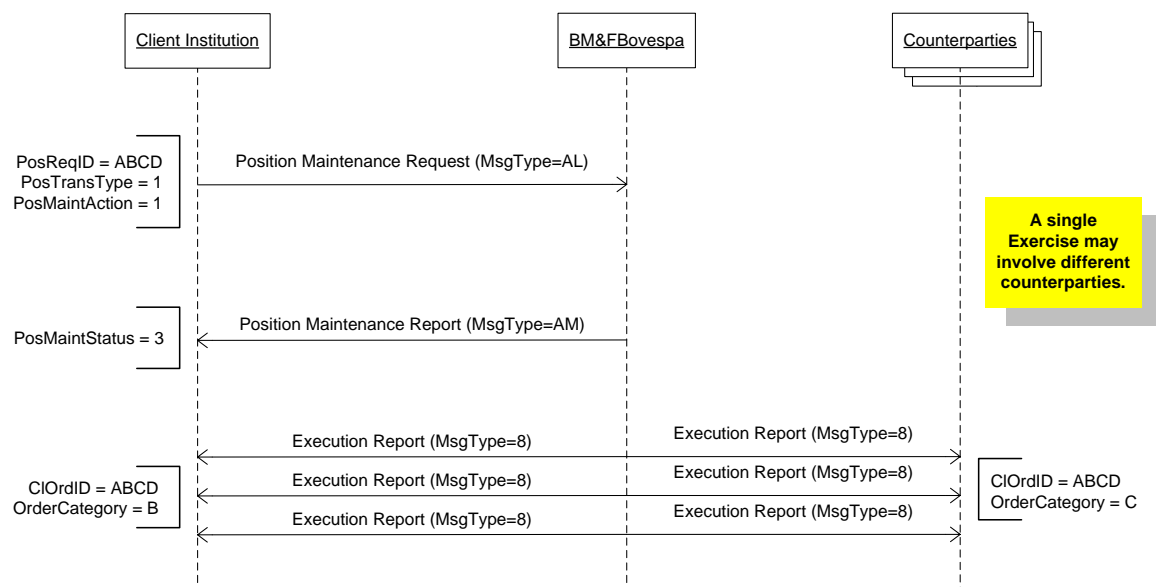 Client Institution
BM&FBovespa
Counterparties
PosReqID = ABCD
PosTransType = 1
PosMaintAction = 1
Position Maintenance Request (MsgType=AL)
A single
Exercise may
involve different
counterparties.
PosMaintStatus = 3
Position Maintenance Report (MsgType=AM)
Execution Report (MsgType=8)
Execution Report (MsgType=8)
Execution Report (MsgType=8)
Execution Report (MsgType=8)
Execution Report (MsgType=8)
Execution Report (MsgType=8)
ClOrdID = ABCD
OrderCategory = B
ClOrdID = ABCD
OrderCategory = C